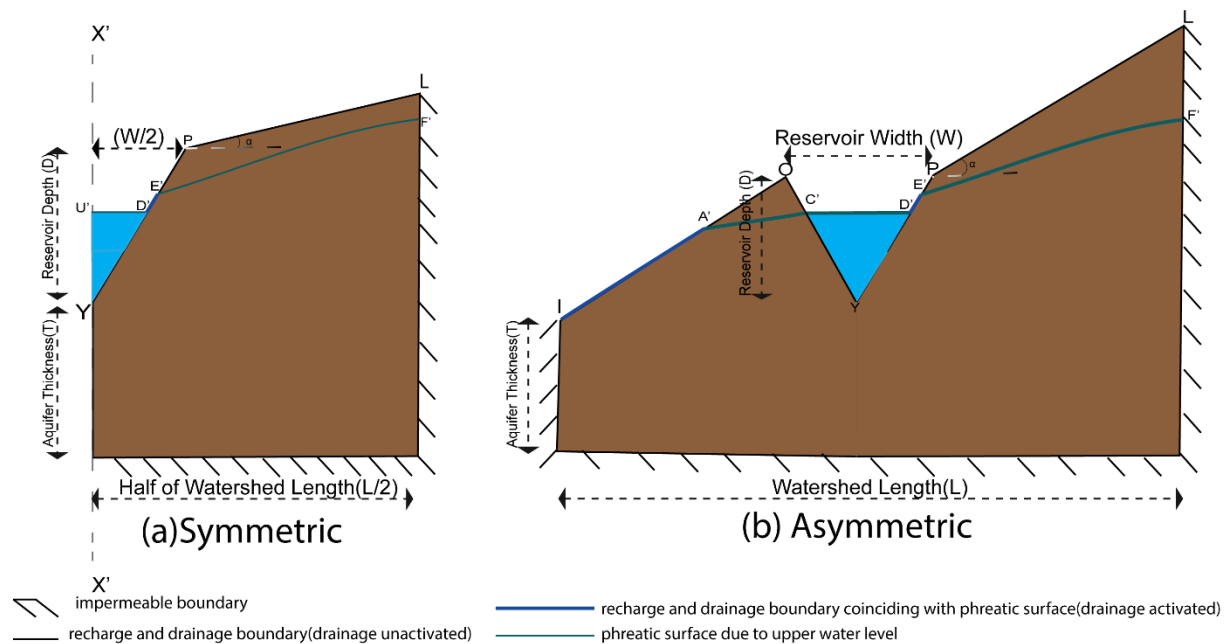 X'
L
(W/2)
P
α
F'
E'
U'
D'
Reservoir Depth (D)
Y
Aquifer Thickness(T)
Half of Watershed Length(L/2)
(a)Symmetric
X'
L
Reservoir Width (W)
F'
O
P
α
E'
A'
C'
D'
Reservoir Depth (D)
Y
I
Aquifer Thickness(T)
Watershed Length(L)
(b) Asymmetric
impermeable boundary
recharge and drainage boundary(drainage unactivated)
recharge and drainage boundary coinciding with phreatic surface(drainage activated)
phreatic surface due to upper water level